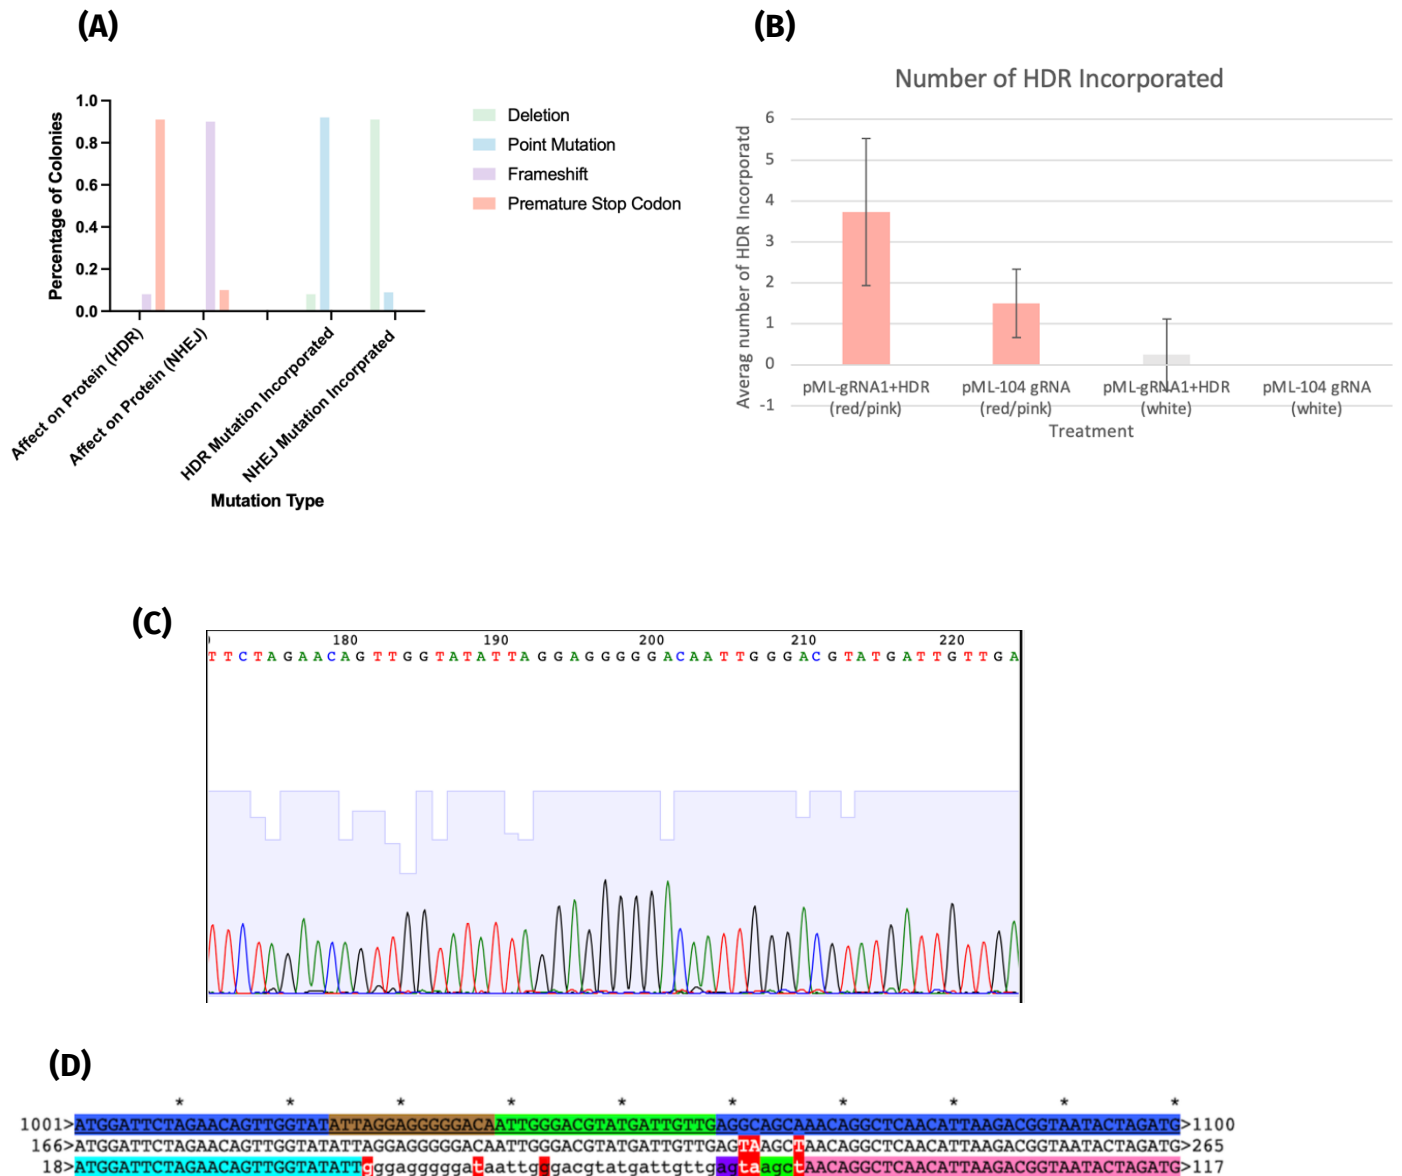 (A)
Percentage of Colonies
1.0
0.8
0.6
0.4
0.2
0.0
Affect on Protein (HDR)
Affect on Protein (NHEJ)
HDR Mutation Incorporated
NHEJ Mutation Incorprated
Mutation Type
Deletion
Point Mutation
Frameshift
Premature Stop Codon
(B)
Number of HDR Incorporated
Averag number of HDR Incorporatd
6
5
4
3
2
1
0
-1
pML-gRNA1+HDR
(red/pink)
pML-104 gRNA
(red/pink)
pML-gRNA1+HDR
(white)
pML-104 gRNA
(white)
Treatment
(C)
180 190 200 210 220
T T C T A G A A C A G T T G G T A T A T T A G G A G G G G G A C A A T T G G G A C G T A T G A T T G T T G A
(D)
* * * * * * * * * *
1001>ATGGATTCTAGAACAGTTGGTATATTAGGAGGGGGACAATTGGGACGTATGATTGTTGAGGCAGCAAACAGGCTCAACATTAAGACGGTAATACTAGATG>1100
166>ATGGATTCTAGAACAGTTGGTATATTAGGAGGGGGACAATTGGGACGTATGATTGTTGAGTAAGCTAACAGGCTCAACATTAAGACGGTAATACTAGATG>265
18>ATGGATTCTAGAACAGTTGGTATATTgggagggggataattgggacgtatgattgttgagtaagctAACAGGCTCAACATTAAGACGGTAATACTAGATG>117